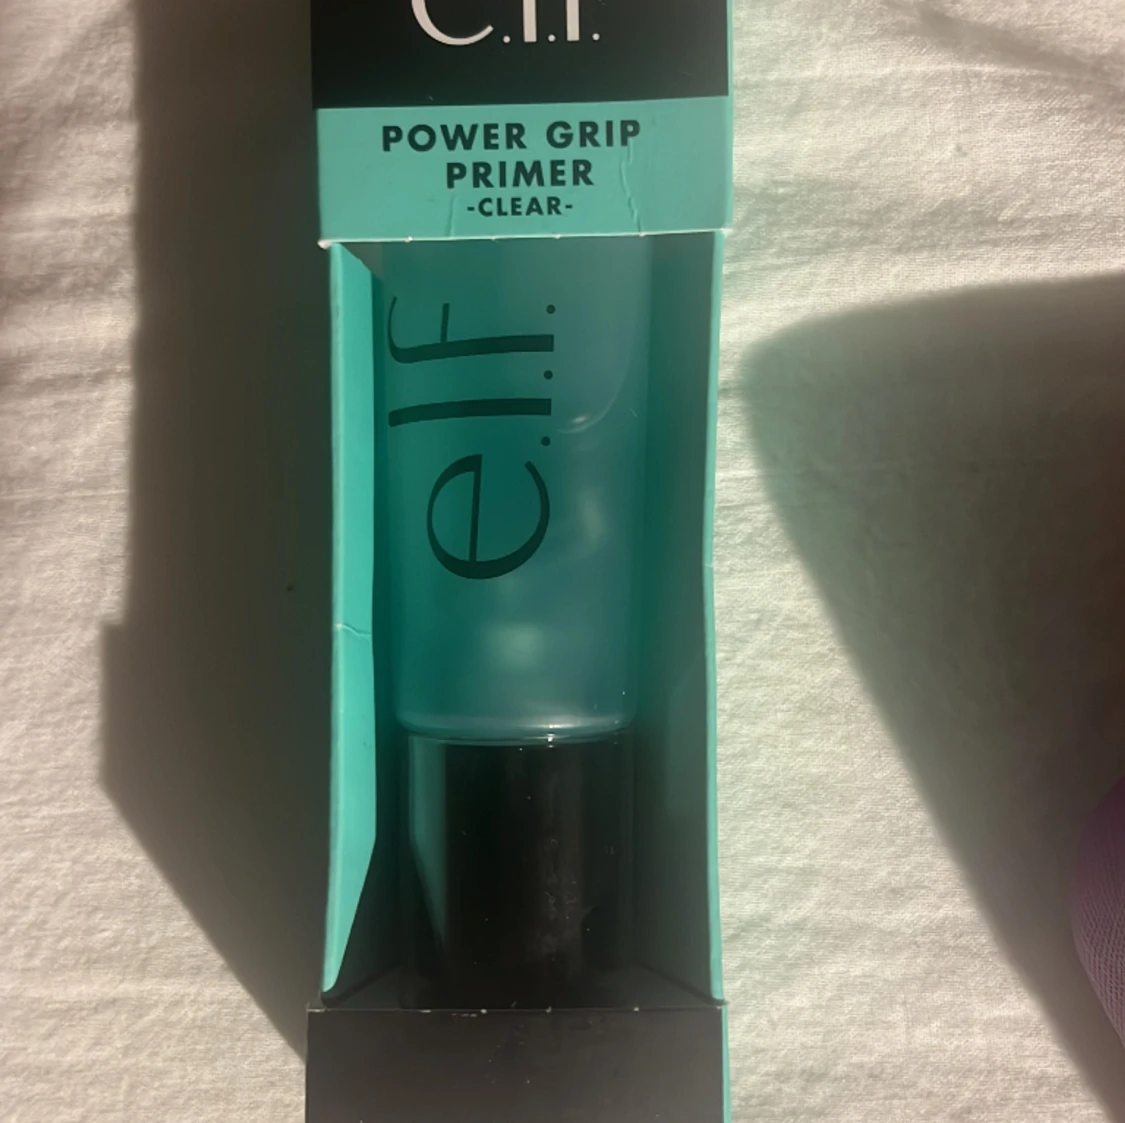 e.l.f.
POWER GRIP
PRIMER
-CLEAR-
e.l.f.